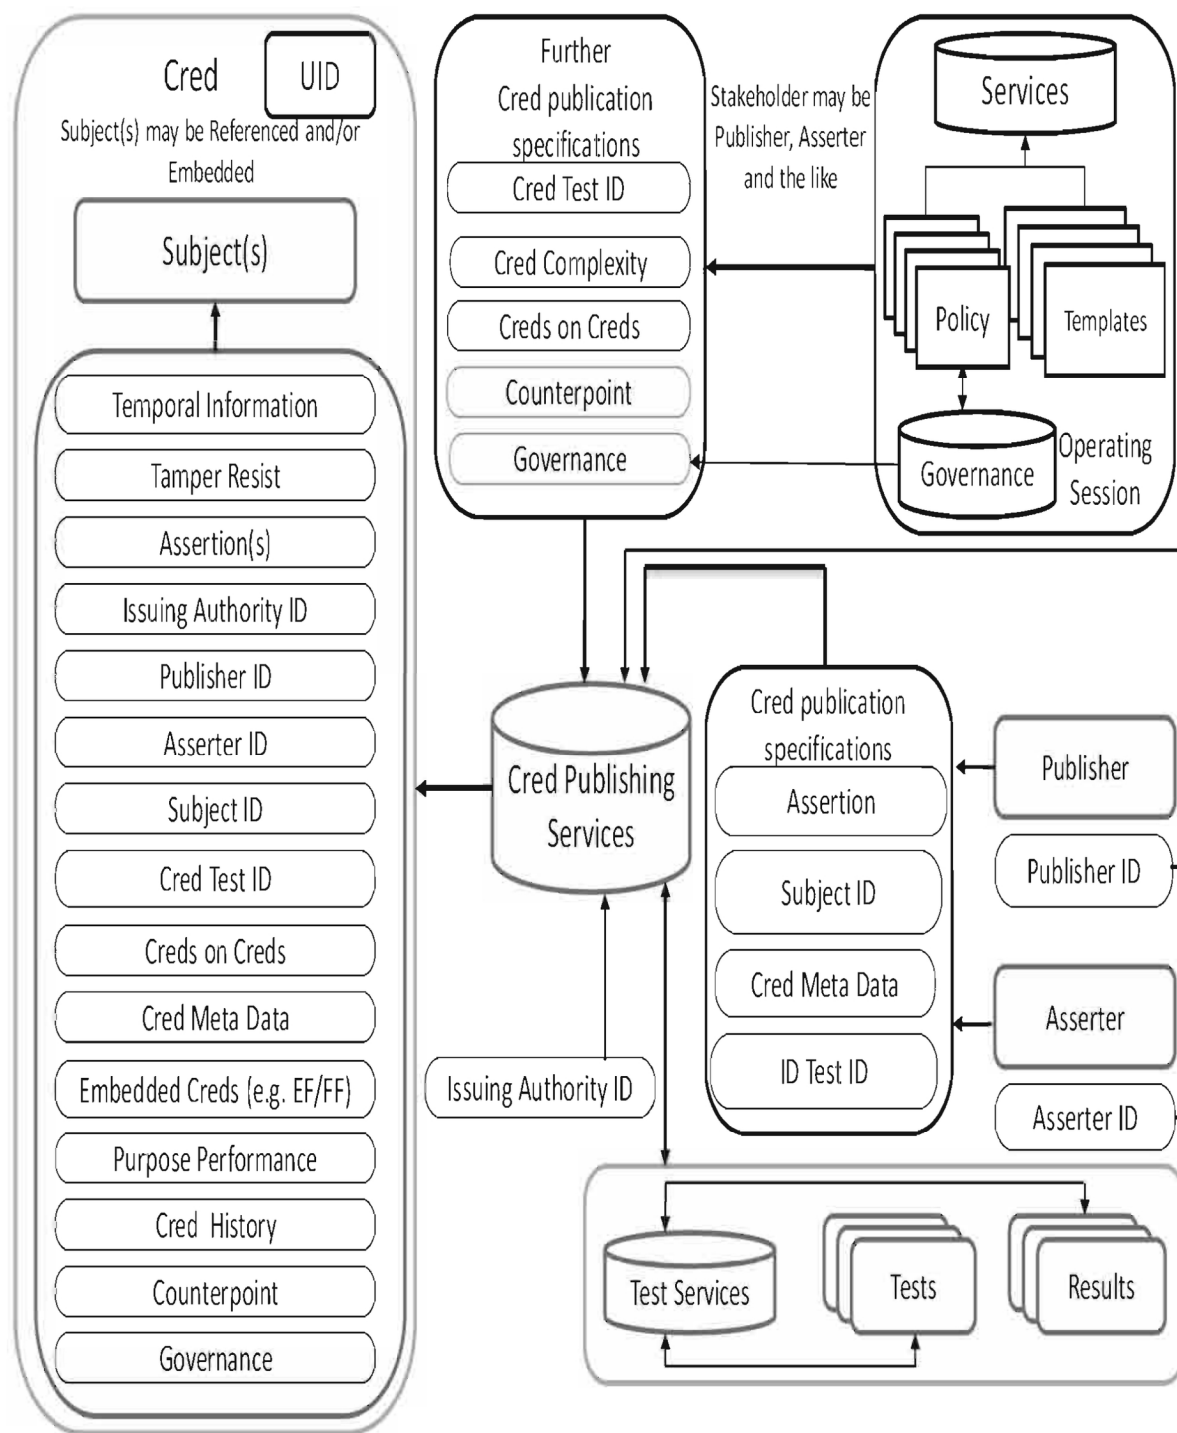 Cred
UID
Subject(s) may be Referenced and/or
Embedded
Subject(s)
Temporal Information
Tamper Resist
Assertion(s)
Issuing Authority ID
Publisher ID
Asserter ID
Subject ID
Cred Test ID
Creds on Creds
Cred Meta Data
Embedded Creds (e.g. EF/FF)
Purpose Performance
Cred History
Counterpoint
Governance
Further
Cred publication
specifications
Cred Test ID
Cred Complexity
Creds on Creds
Counterpoint
Governance
Stakeholder may be
Publisher, Asserter
and the like
Services
Policy
Templates
Governance
Operating
Session
Cred Publishing
Services
Issuing Authority ID
Cred publication
specifications
Assertion
Subject ID
Cred Meta Data
ID Test ID
Publisher
Publisher ID
Asserter
Asserter ID
Test Services
Tests
Results